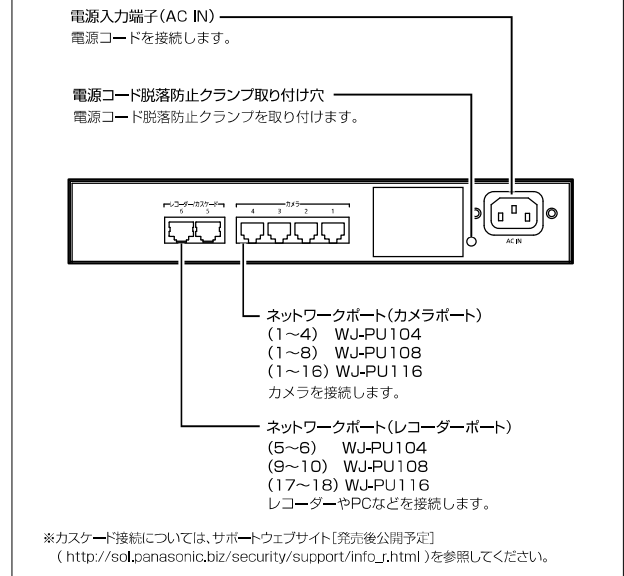 電源入力端子(AC IN)
電源コードを接続します。
電源コード脱落防止クランプ取り付け穴
電源コード脱落防止クランプを取り付けます。
レコーダー/カスケード
カメラ
6 5 4 3 2 1
AC IN
ネットワークポート(カメラポート)
(1～4) WJ-PU104
(1～8) WJ-PU108
(1～16) WJ-PU116
カメラを接続します。
ネットワークポート(レコーダーポート)
(5～6) WJ-PU104
(9～10) WJ-PU108
(17～18) WJ-PU116
レコーダーやPCなどを接続します。
※カスケード接続については、サポートウェブサイト[発売後公開予定]
( http://sol.panasonic.biz/security/support/info_r.html )を参照してください。